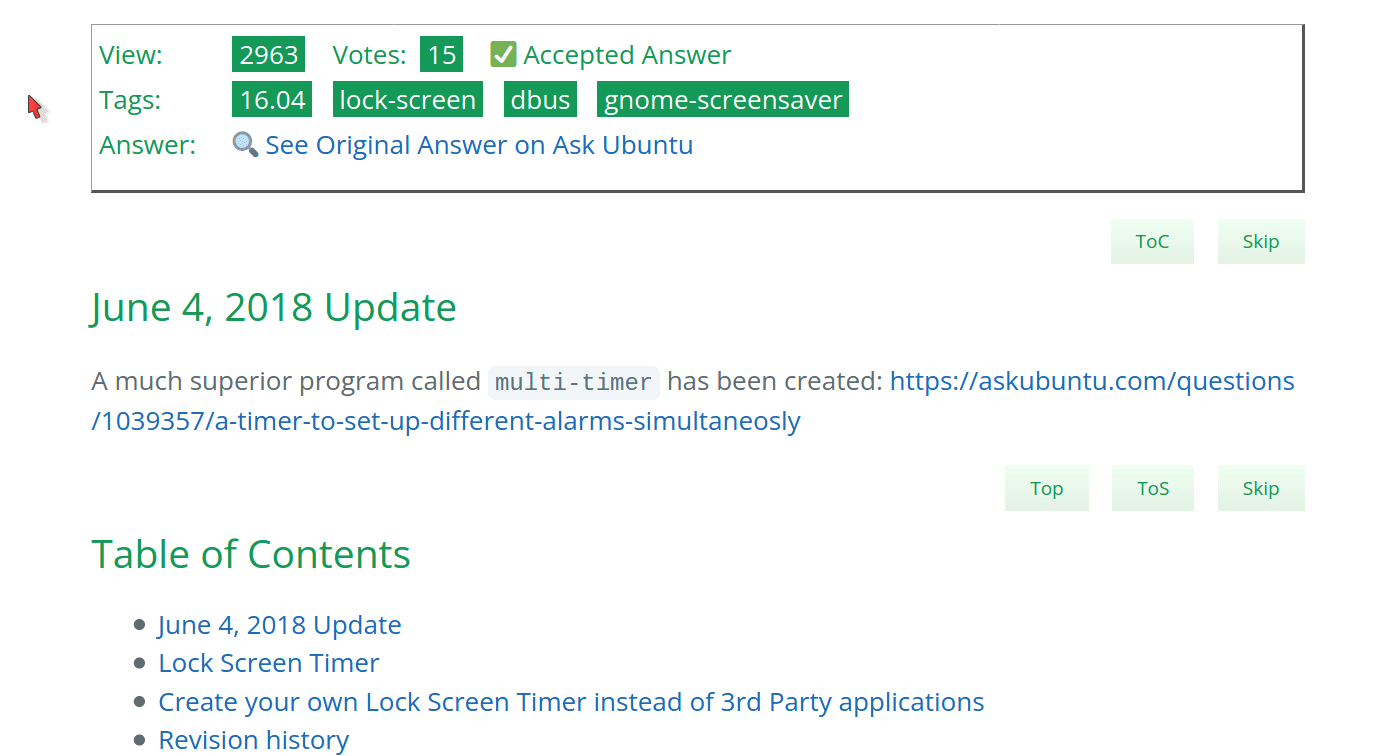 View: 2963 Votes: 15 ✅ Accepted Answer
Tags: 16.04 lock-screen dbus gnome-screensaver
Answer: 🔍 See Original Answer on Ask Ubuntu
ToC Skip
June 4, 2018 Update
A much superior program called multi-timer has been created: https://askubuntu.com/questions
/1039357/a-timer-to-set-up-different-alarms-simultaneosly
Top ToS Skip
Table of Contents
• June 4, 2018 Update
• Lock Screen Timer
• Create your own Lock Screen Timer instead of 3rd Party applications
• Revision history